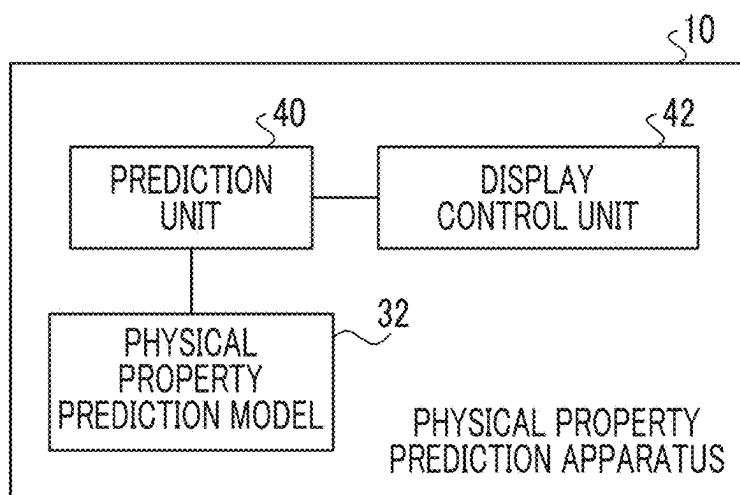 10
40
42
PREDICTION
UNIT
DISPLAY
CONTROL UNIT
32
PHYSICAL
PROPERTY
PREDICTION MODEL
PHYSICAL PROPERTY
PREDICTION APPARATUS